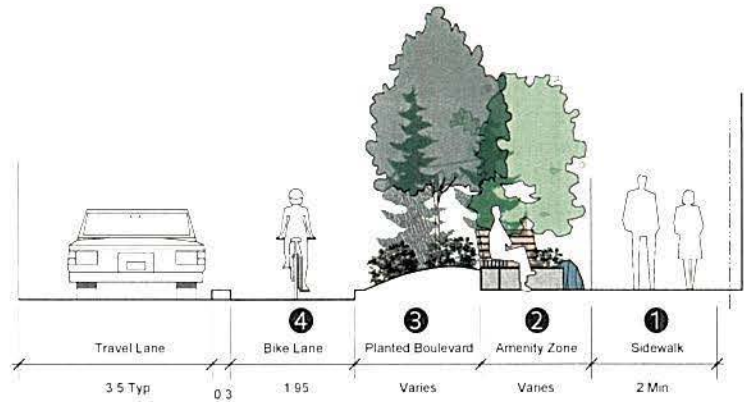 4 3 2 1
Travel Lane Bike Lane Planted Boulevard Amenity Zone Sidewalk
3 5 Typ 0.3 1.95 Varies Varies 2 Min